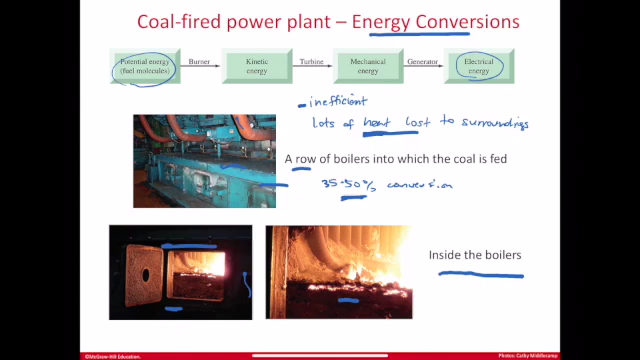 Coal-fired power plant – Energy Conversions
Potential energy
(fuel molecules)
Burner
Kinetic
energy
Turbine
Mechanical
energy
Generator
Electrical
energy
inefficient
Lots of heat lost to surroundings
A row of boilers into which the coal is fed
35-50% conversion
Inside the boilers
©McGraw-Hill Education.
Photos: Cathy Middlecamp